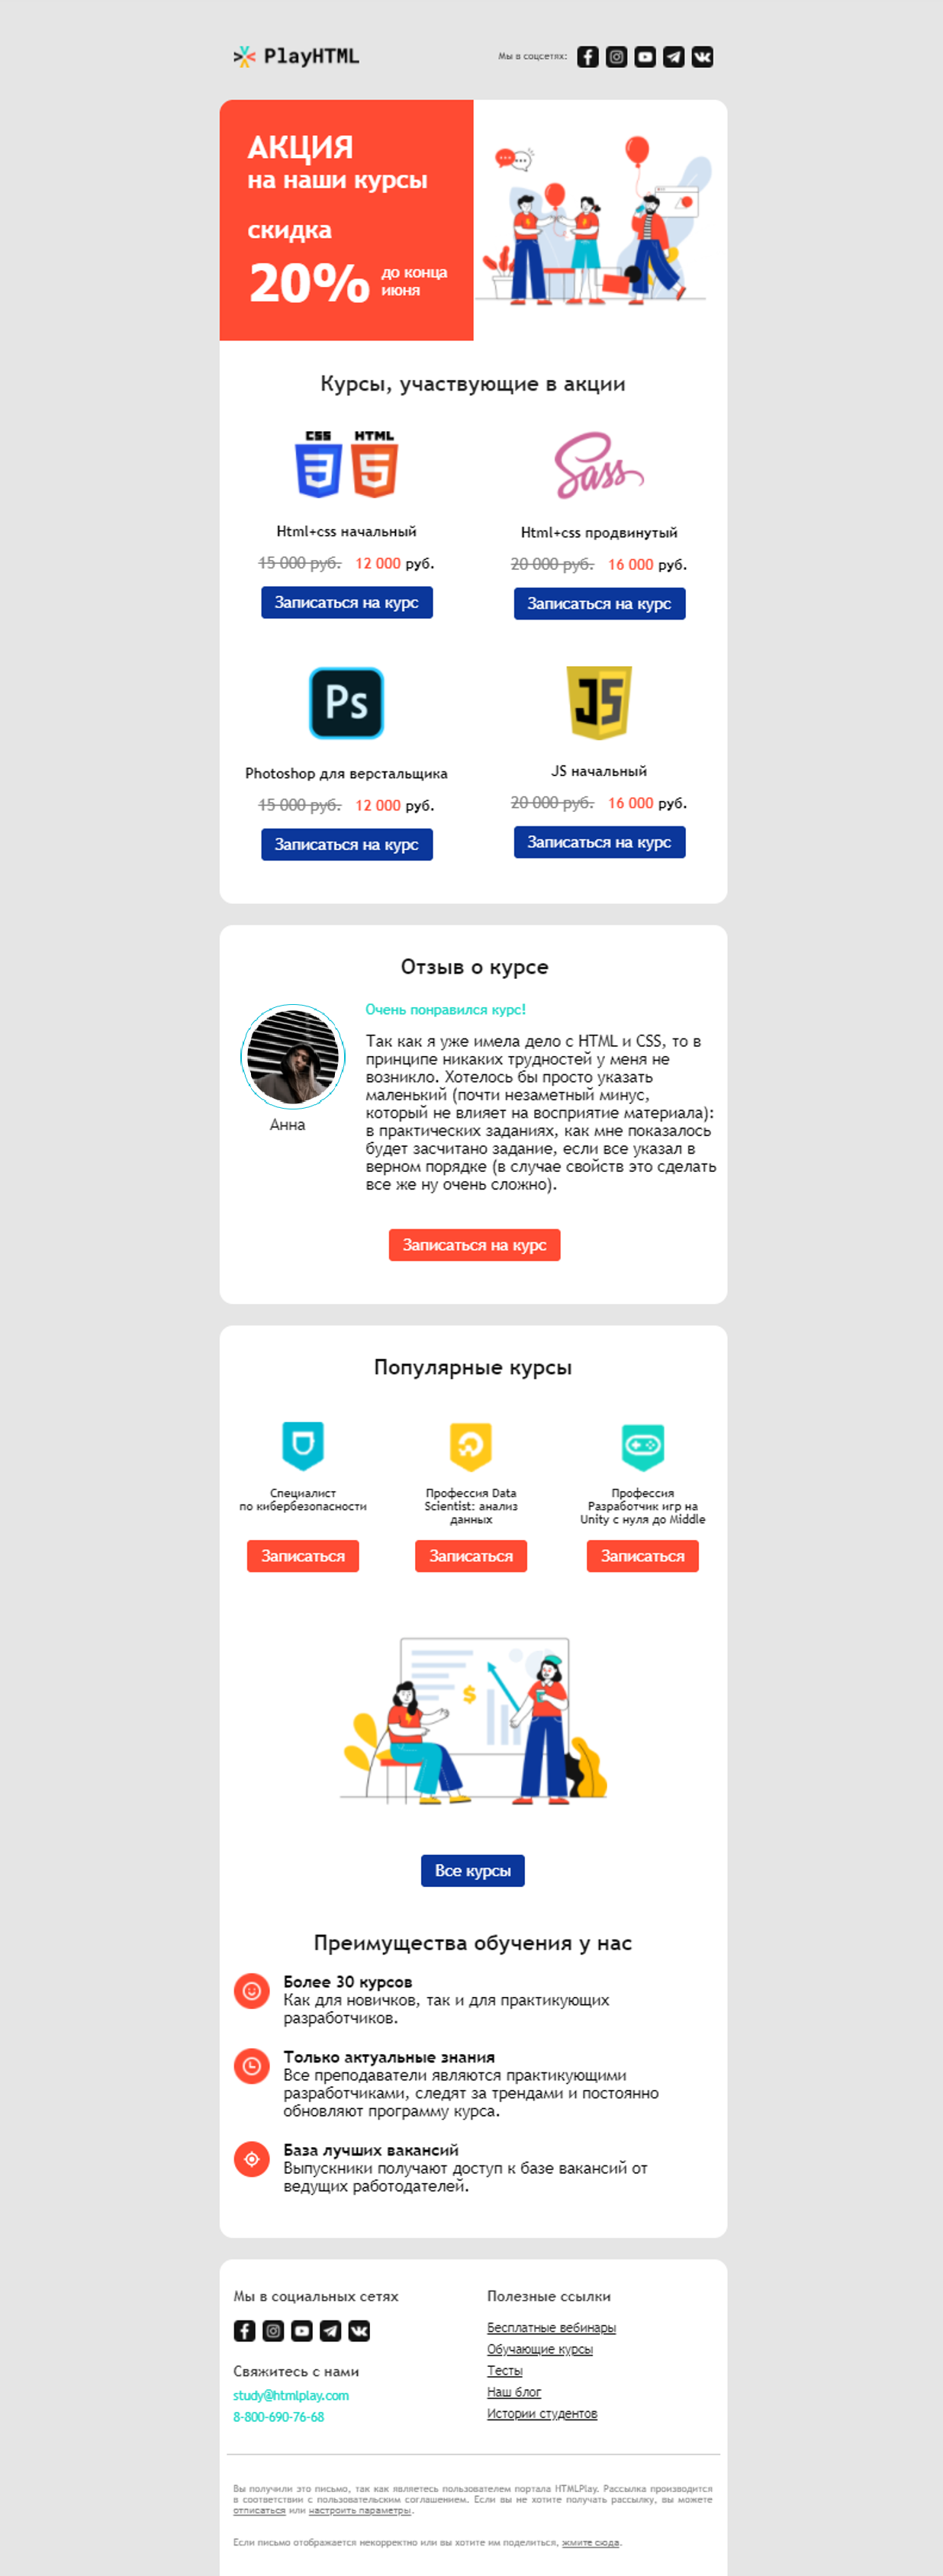 PlayHTML
Мы в соцсетях:
АКЦИЯ
на наши курсы
скидка
20%
до конца
июня
Курсы, участвующие в акции
CSS HTML
3 5
Sass
Html+css начальный
15 000 руб. 12 000 руб.
Записаться на курс
Html+css продвинутый
20 000 руб. 16 000 руб.
Записаться на курс
Ps
JS
Photoshop для верстальщика
15 000 руб. 12 000 руб.
Записаться на курс
JS начальный
20 000 руб. 16 000 руб.
Записаться на курс
Отзыв о курсе
Анна
Очень понравился курс!
Так как я уже имела дело с HTML и CSS, то в
принципе никаких трудностей у меня не
возникло. Хотелось бы просто указать
маленький (почти незаметный минус,
который не влияет на восприятие материала):
в практических заданиях, как мне показалось
будет засчитано задание, если все указал в
верном порядке (в случае свойств это сделать
все же ну очень сложно).
Записаться на курс
Популярные курсы
Специалист
по кибербезопасности
Записаться
Профессия Data
Scientist: анализ
данных
Записаться
Профессия
Разработчик игр на
Unity с нуля до Middle
Записаться
$
Все курсы
Преимущества обучения у нас
Более 30 курсов
Как для новичков, так и для практикующих
разработчиков.
Только актуальные знания
Все преподаватели являются практикующими
разработчиками, следят за трендами и постоянно
обновляют программу курса.
База лучших вакансий
Выпускники получают доступ к базе вакансий от
ведущих работодателей.
Мы в социальных сетях
Свяжитесь с нами
study@htmlplay.com
8-800-690-76-68
Полезные ссылки
Бесплатные вебинары
Обучающие курсы
Тесты
Наш блог
Истории студентов
Вы получили это письмо, так как являетесь пользователем портала HTMLPlay. Рассылка производится
в соответствии с пользовательским соглашением. Если вы не хотите получать рассылку, вы можете
отписаться или настроить параметры.
Если письмо отображается некорректно или вы хотите им поделиться, жмите сюда.